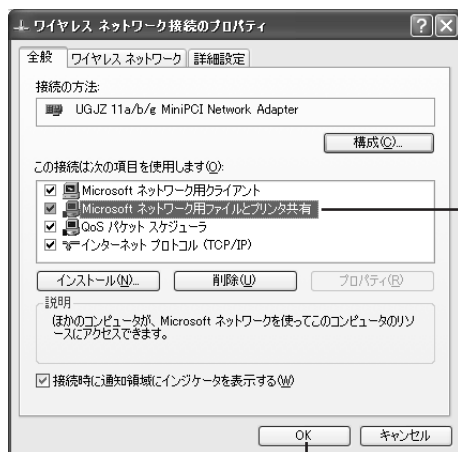 ワイヤレス ネットワーク接続のプロパティ
全般 ワイヤレス ネットワーク 詳細設定
接続の方法:
UGJZ 11a/b/g MiniPCI Network Adapter
構成(C)...
この接続は次の項目を使用します(O):
Microsoft ネットワーク用クライアント
Microsoft ネットワーク用ファイルとプリンタ共有
QoS パケット スケジューラ
インターネット プロトコル (TCP/IP)
インストール(N)... 削除(U) プロパティ(R)
説明
ほかのコンピュータが、Microsoft ネットワークを使ってこのコンピュータのリソ
ースにアクセスできます。
接続時に通知領域にインジケータを表示する(W)
OK キャンセル